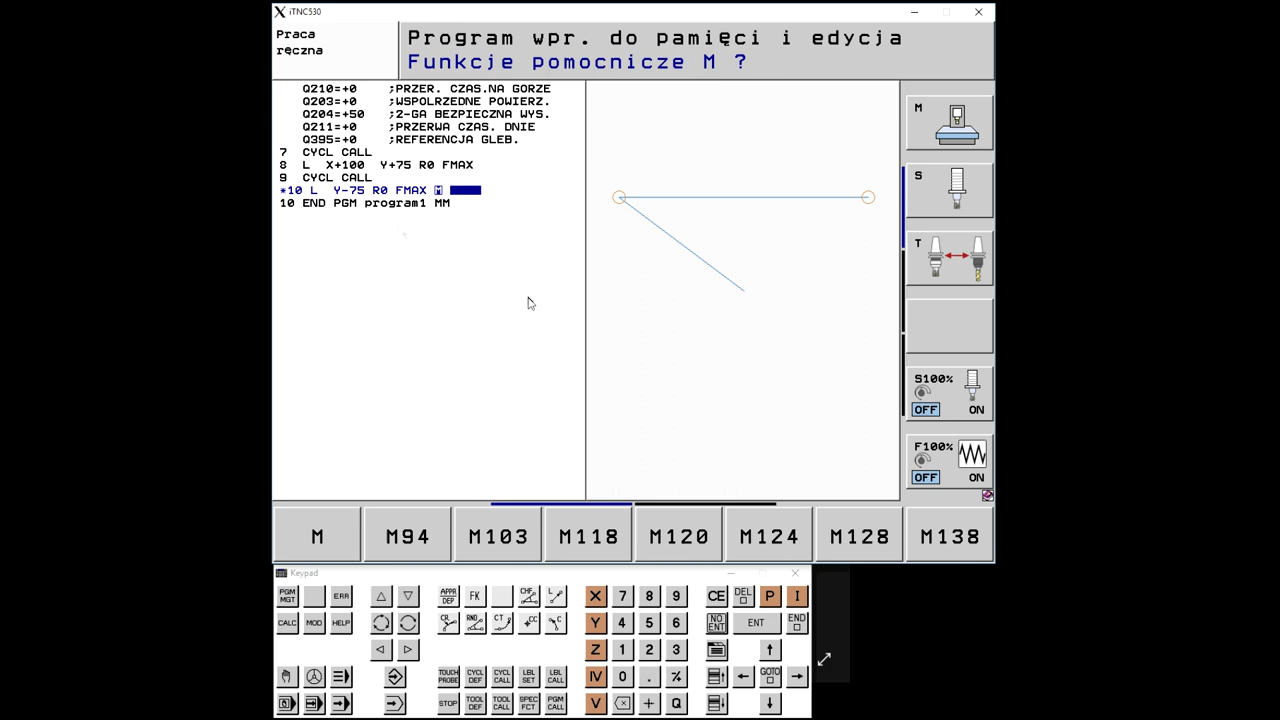 iTNC530
Praca
ręczna
Program wpr. do pamięci i edycja
Funkcje pomocnicze M ?
Q210=+0 ;PRZER. CZAS.NA GORZE
Q203=+0 ;WSPOLRZEDNE POWIERZ.
Q204=+50 ;2-GA BEZPIECZNA WYS.
Q211=+0 ;PRZERWA CZAS. DNIE
Q395=+0 ;REFERENCJA GLEB.
7 CYCL CALL
8 L X+100 Y+75 R0 FMAX
9 CYCL CALL
*10 L Y-75 R0 FMAX M
10 END PGM program1 MM
M
S
T
S100%
OFF ON
F100%
OFF ON
M M94 M103 M118 M120 M124 M128 M138
Keypad
PGM MGT ERR APPR DEP FK CHF L X 7 8 9 CE DEL P I
CALC MOD HELP CR RND CT CC C Y 4 5 6 NO ENT ENT END
Z 1 2 3
TOUCH PROBE CYCL DEF CYCL CALL LBL SET LBL CALL IV 0 . GOTO
STOP TOOL DEF TOOL CALL SPEC FCT PGM CALL V + Q